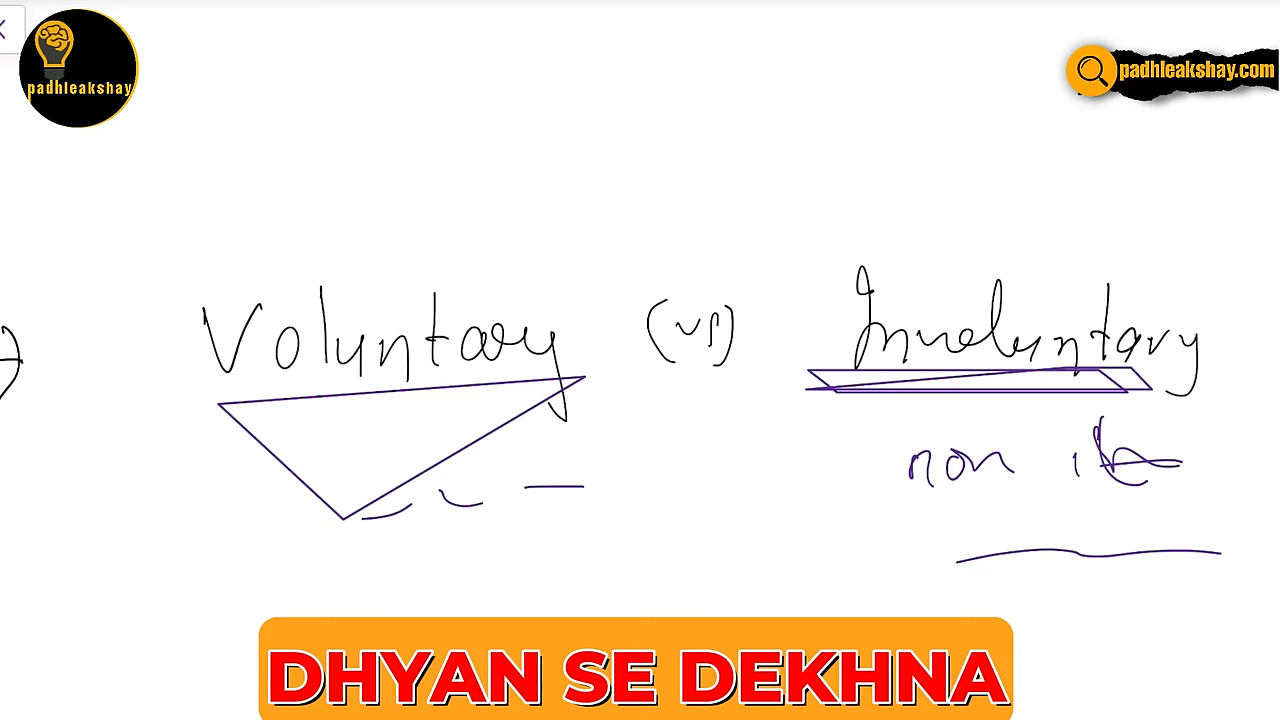 padhleakshay
padhleakshay.com
Voluntary (vs) Involuntary
non
DHYAN SE DEKHNA